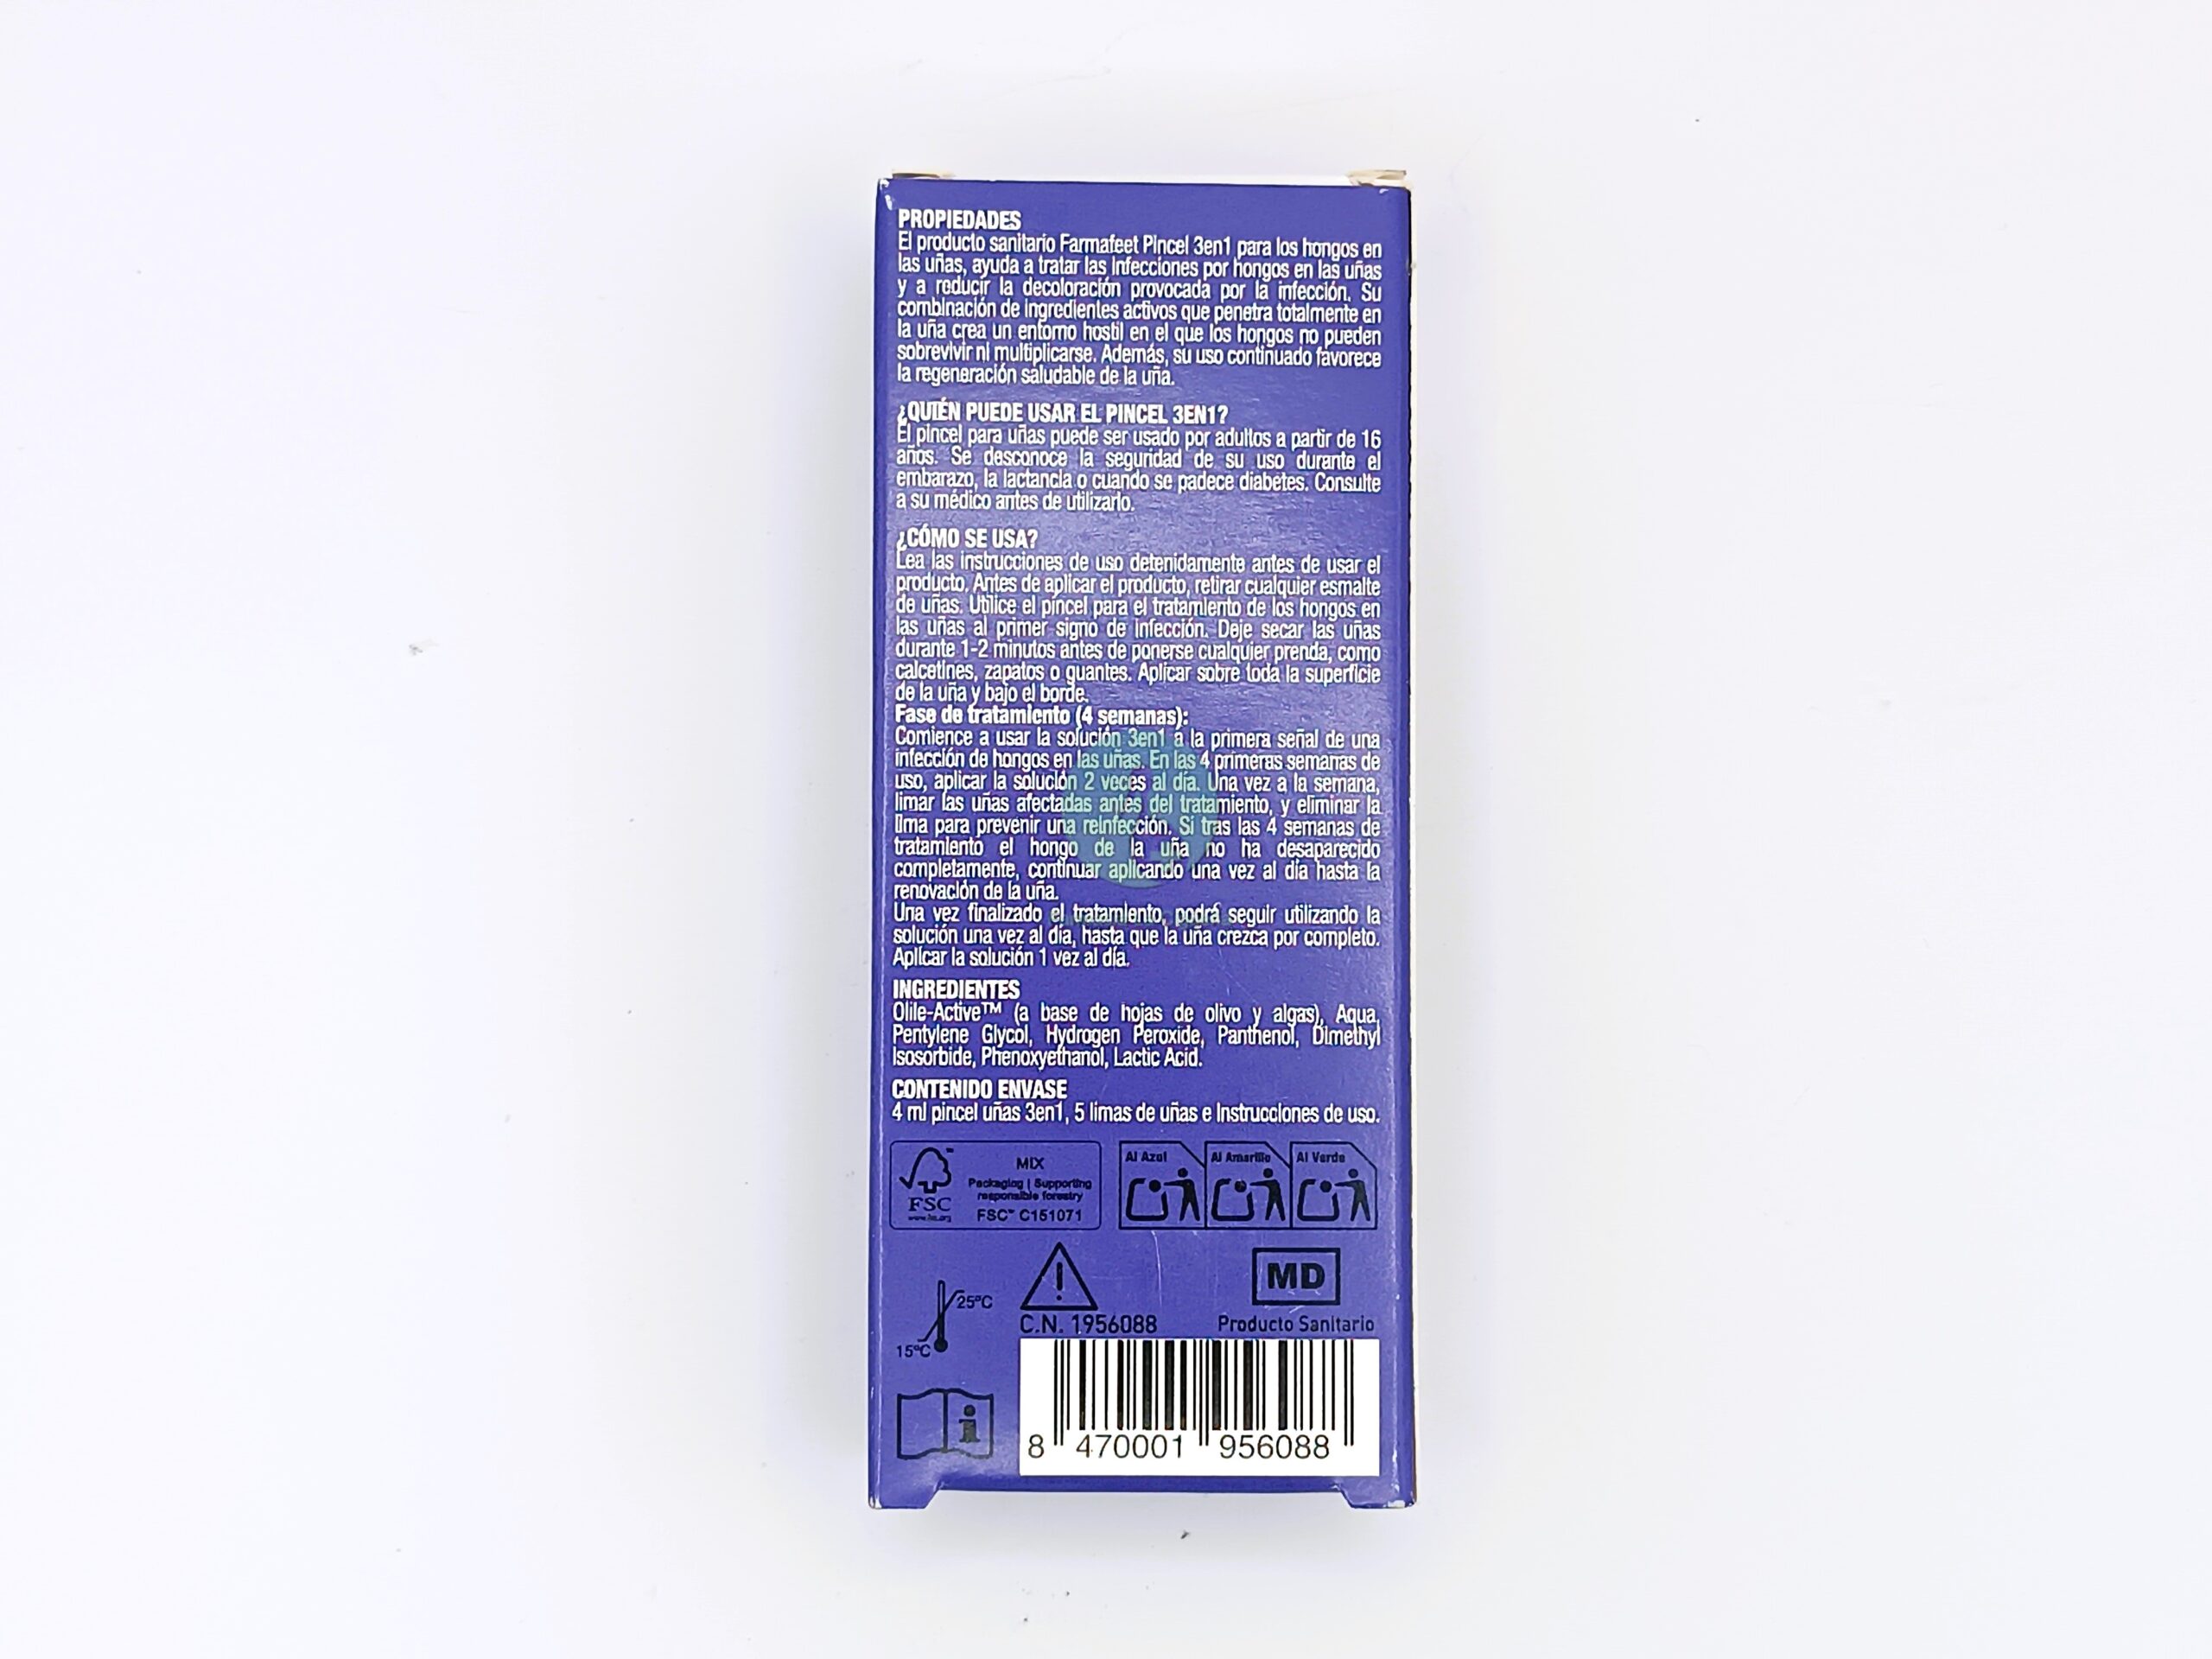 PROPIEDADES
El producto sanitario Farmafeet Pincel 3en1 para los hongos en
las uñas, ayuda a tratar las Infecciones por hongos en las uñas
y a reducir la decoloración provocada por la infección. Su
combinación de ingredientes activos que penetra totalmente en
la uña crea un entorno hostil en el que los hongos no pueden
sobrevivir ni multiplicarse. Además, su uso continuado favorece
la regeneración saludable de la uña.
¿QUIÉN PUEDE USAR EL PINCEL 3EN1?
El pincel para uñas puede ser usado por adultos a partir de 16
años. Se desconoce la seguridad de su uso durante el
embarazo, la lactancia o cuando se padece diabetes. Consulte
a su médico antes de utilizarlo.
¿CÓMO SE USA?
Lea las instrucciones de uso detenidamente antes de usar el
producto. Antes de aplicar el producto, retirar cualquier esmalte
de uñas. Utilice el pincel para el tratamiento de los hongos en
las uñas al primer signo de infección. Deje secar las uñas
durante 1-2 minutos antes de ponerse cualquier prenda, como
calcetines, zapatos o guantes. Aplicar sobre toda la superficie
de la uña y bajo el borde.
Fase de tratamiento (4 semanas):
Comience a usar la solución 3en1 a la primera señal de una
infección de hongos en las uñas. En las 4 primeras semanas de
uso, aplicar la solución 2 veces al día. Una vez a la semana,
limar las uñas afectadas antes del tratamiento, y eliminar la
lima para prevenir una reinfección. Si tras las 4 semanas de
tratamiento el hongo de la uña no ha desaparecido
completamente, continuar aplicando una vez al día hasta la
renovación de la uña.
Una vez finalizado el tratamiento, podrá seguir utilizando la
solución una vez al día, hasta que la uña crezca por completo.
Aplicar la solución 1 vez al día.
INGREDIENTES
Olile-Active™ (a base de hojas de olivo y algas), Aqua,
Pentylene Glycol, Hydrogen Peroxide, Panthenol, Dimethyl
Isosorbide, Phenoxyethanol, Lactic Acid.
CONTENIDO ENVASE
4 ml pincel uñas 3en1, 5 limas de uñas e Instrucciones de uso.
FSC
www.fsc.org
MIX
Packaging | Supporting
responsible forestry
FSC™ C151071
Al Azul Al Amarillo Al Verde
25°C
15°C
MD
C.N. 1956088 Producto Sanitario
8 470001 956088